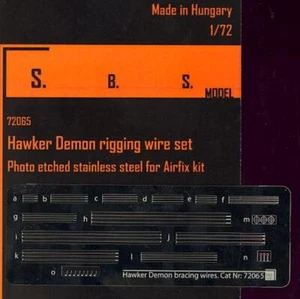 Made in Hungary
1/72
S. B. S.
MODEL
72065
Hawker Demon rigging wire set
Photo etched stainless steel for Airfix kit
a b c d e f
g h m
i j
k l n
o Hawker Demon bracing wires. Cat Nr: 72065